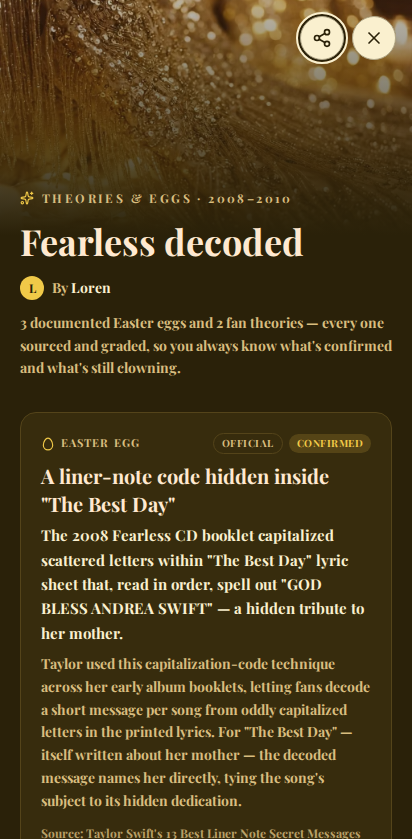 THEORIES & EGGS · 2008–2010
Fearless decoded
L By Loren
3 documented Easter eggs and 2 fan theories — every one
sourced and graded, so you always know what's confirmed
and what's still clowning.
EASTER EGG OFFICIAL CONFIRMED
A liner-note code hidden inside
"The Best Day"
The 2008 Fearless CD booklet capitalized
scattered letters within "The Best Day" lyric
sheet that, read in order, spell out "GOD
BLESS ANDREA SWIFT" — a hidden tribute to
her mother.
Taylor used this capitalization-code technique
across her early album booklets, letting fans decode
a short message per song from oddly capitalized
letters in the printed lyrics. For "The Best Day" —
itself written about her mother — the decoded
message names her directly, tying the song's
subject to its hidden dedication.
Source: Taylor Swift's 13 Best Liner Note Secret Messages